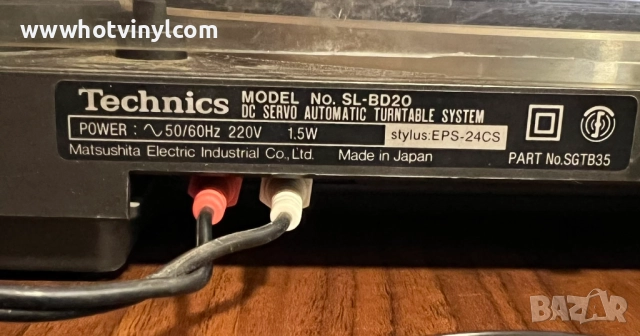 www.hotvinyl.com
Technics MODEL No. SL-BD20
DC SERVO AUTOMATIC TURNTABLE SYSTEM
POWER : ∿50/60Hz 220V 1.5W stylus:EPS-24CS
Matsushita Electric Industrial Co., Ltd. Made in Japan PART No.SGTB35
BAZAR